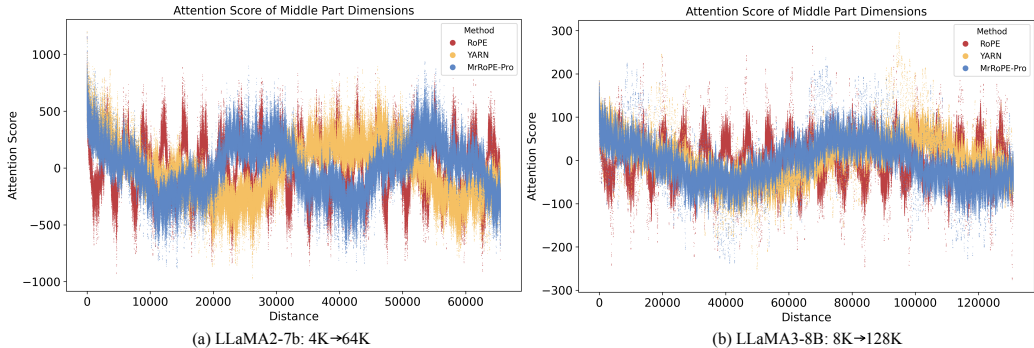 Attention Score of Middle Part Dimensions
Method
RoPE
YARN
MrRoPE-Pro
1000
500
0
−500
−1000
Attention Score
0 10000 20000 30000 40000 50000 60000
Distance
(a) LLaMA2-7b: 4K→64K
Attention Score of Middle Part Dimensions
Method
RoPE
YARN
MrRoPE-Pro
300
200
100
0
−100
−200
−300
Attention Score
0 20000 40000 60000 80000 100000 120000
Distance
(b) LLaMA3-8B: 8K→128K